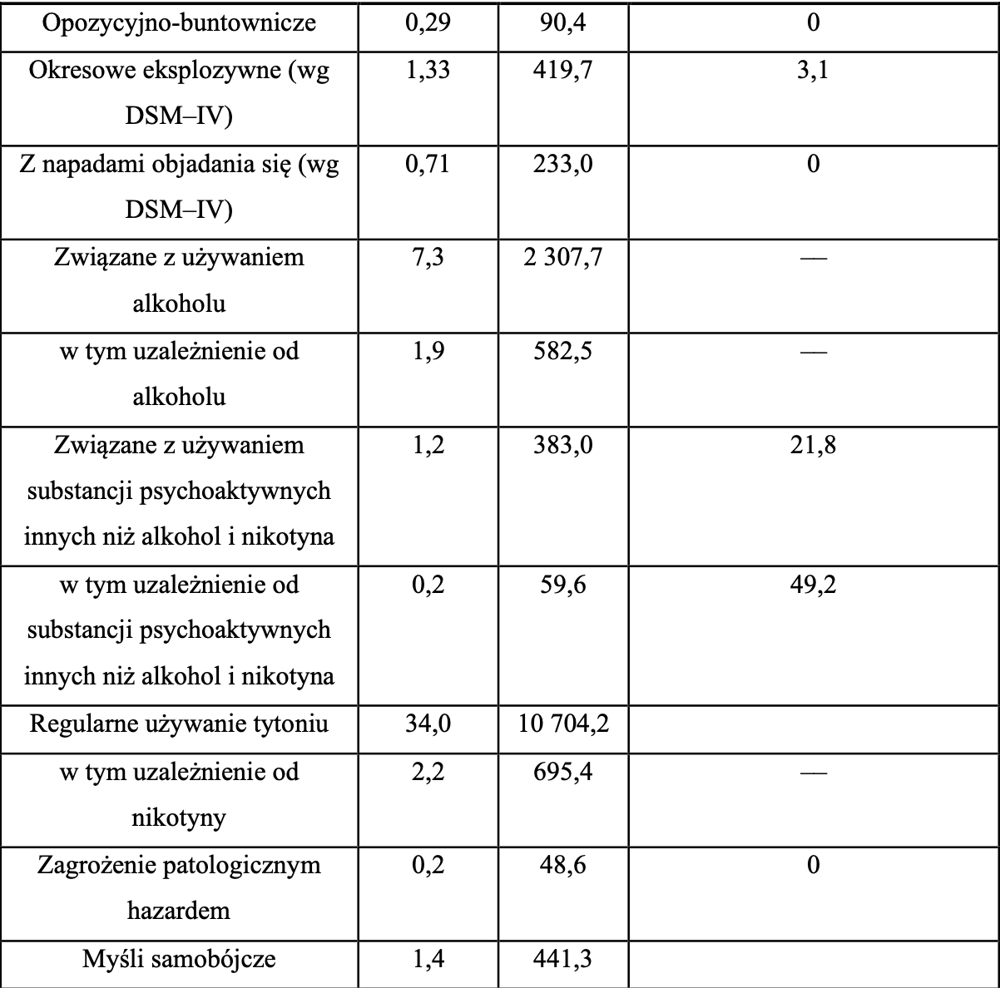 Opozycyjno-buntownicze 0,29 90,4 0
Okresowe eksplozywne (wg 1,33 419,7 3,1
DSM–IV)
Z napadami objadania się (wg 0,71 233,0 0
DSM–IV)
Związane z używaniem 7,3 2 307,7 —
alkoholu
w tym uzależnienie od 1,9 582,5 —
alkoholu
Związane z używaniem 1,2 383,0 21,8
substancji psychoaktywnych
innych niż alkohol i nikotyna
w tym uzależnienie od 0,2 59,6 49,2
substancji psychoaktywnych
innych niż alkohol i nikotyna
Regularne używanie tytoniu 34,0 10 704,2
w tym uzależnienie od 2,2 695,4 —
nikotyny
Zagrożenie patologicznym 0,2 48,6 0
hazardem
Myśli samobójcze 1,4 441,3